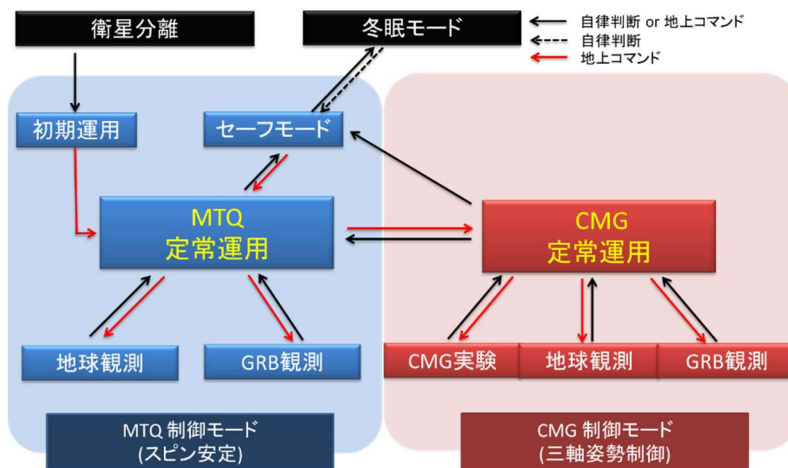 衛星分離
冬眠モード
自律判断 or 地上コマンド
自律判断
地上コマンド
初期運用
セーフモード
MTQ
定常運用
CMG
定常運用
地球観測
GRB観測
CMG実験
地球観測
GRB観測
MTQ 制御モード
(スピン安定)
CMG 制御モード
(三軸姿勢制御)